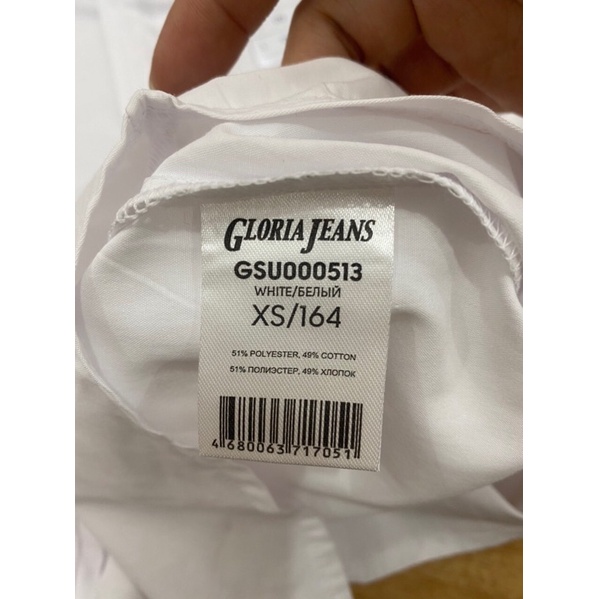 GLORIA JEANS
GSU000513
WHITE/БЕЛЫЙ
XS/164
51% POLYESTER, 49% COTTON
51% ПОЛИЭСТЕР, 49% ХЛОПОК
4 680063 717051